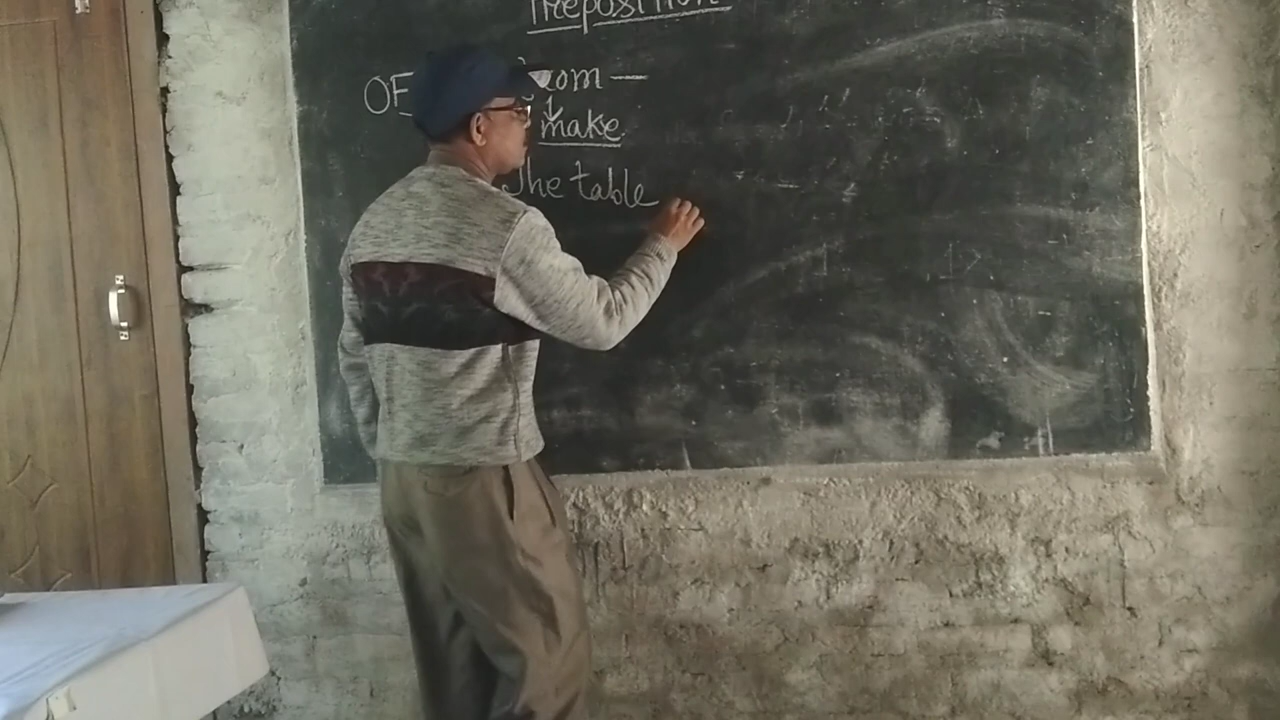 Preposition
OF from —
make
The table